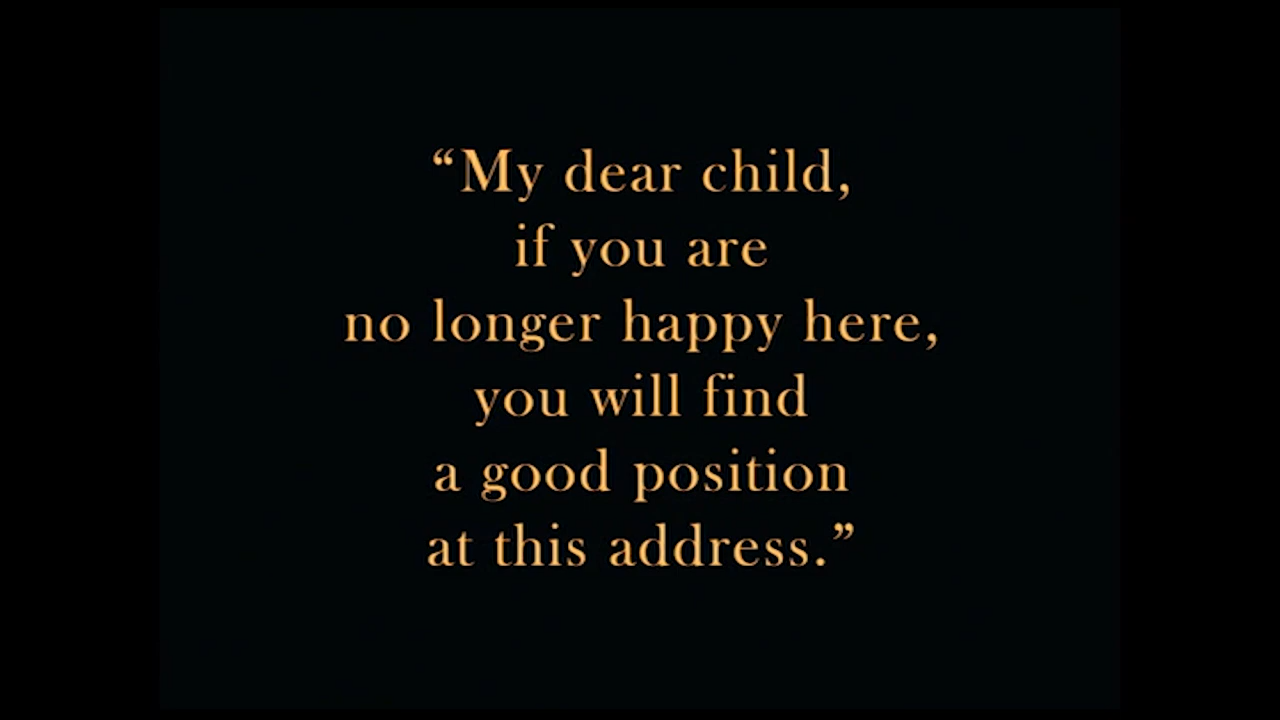 “My dear child,
if you are
no longer happy here,
you will find
a good position
at this address.”